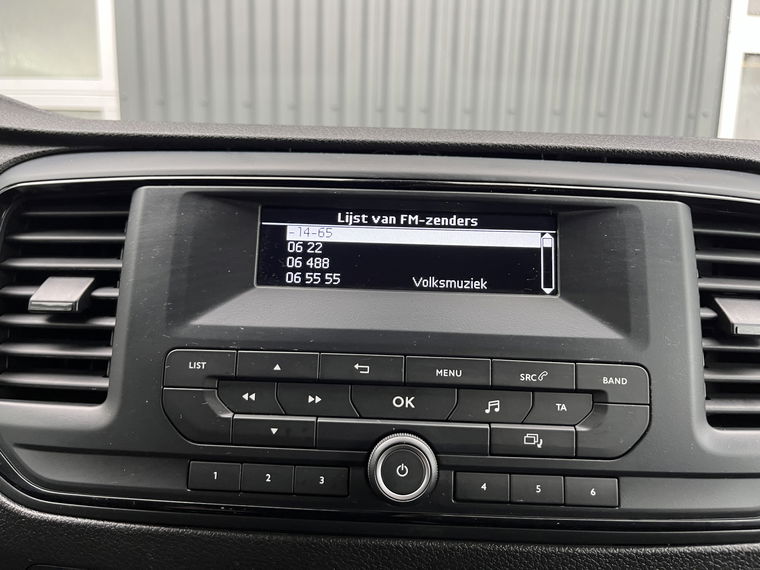 Lijst van FM-zenders
-14-65
06 22
06 488
06 55 55 Volksmuziek
LIST
MENU
SRC
BAND
OK
TA
1 2 3 4 5 6